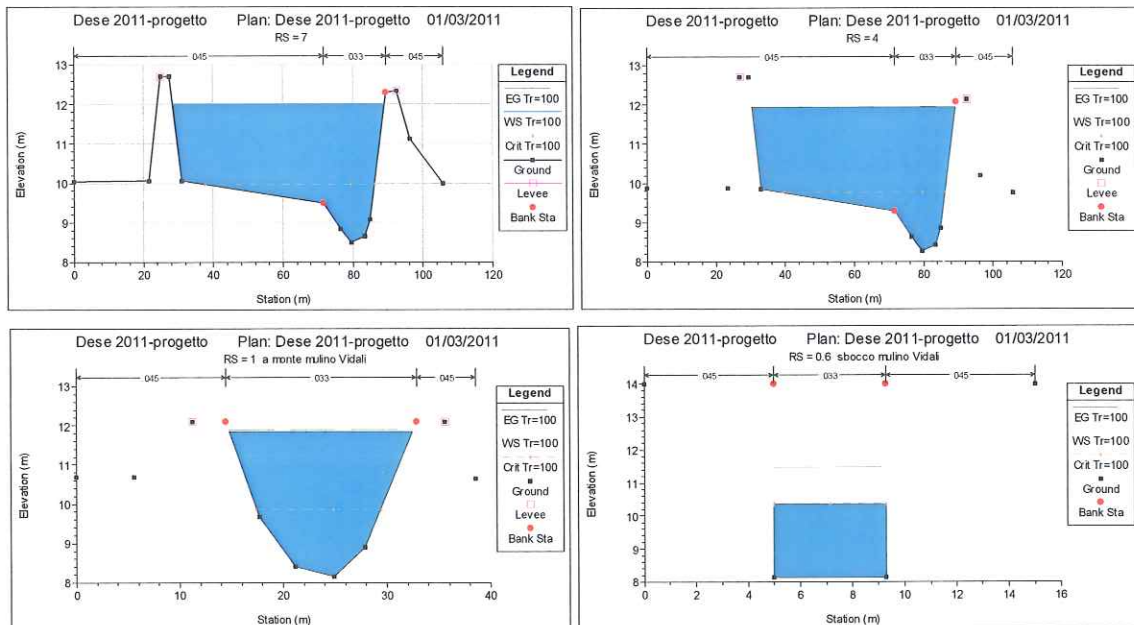 Dese 2011-progetto Plan: Dese 2011-progetto 01/03/2011
RS = 7
045 033 045
Legend
EG Tr=100
WS Tr=100
Crit Tr=100
Ground
Levee
Bank Sta
Elevation (m)
13
12
11
10
9
8
0 20 40 60 80 100 120
Station (m)
Dese 2011-progetto Plan: Dese 2011-progetto 01/03/2011
RS = 4
045 033 045
Legend
EG Tr=100
WS Tr=100
Crit Tr=100
Ground
Levee
Bank Sta
Elevation (m)
13
12
11
10
9
8
0 20 40 60 80 100 120
Station (m)
Dese 2011-progetto Plan: Dese 2011-progetto 01/03/2011
RS = 1 a monte mulino Vidali
045 033 045
Legend
EG Tr=100
WS Tr=100
Crit Tr=100
Ground
Levee
Bank Sta
Elevation (m)
13
12
11
10
9
8
0 10 20 30 40
Station (m)
Dese 2011-progetto Plan: Dese 2011-progetto 01/03/2011
RS = 0.6 sbocco mulino Vidali
045 033 045
Legend
EG Tr=100
WS Tr=100
Crit Tr=100
Ground
Bank Sta
Elevation (m)
14
13
12
11
10
9
8
0 2 4 6 8 10 12 14 16
Station (m)